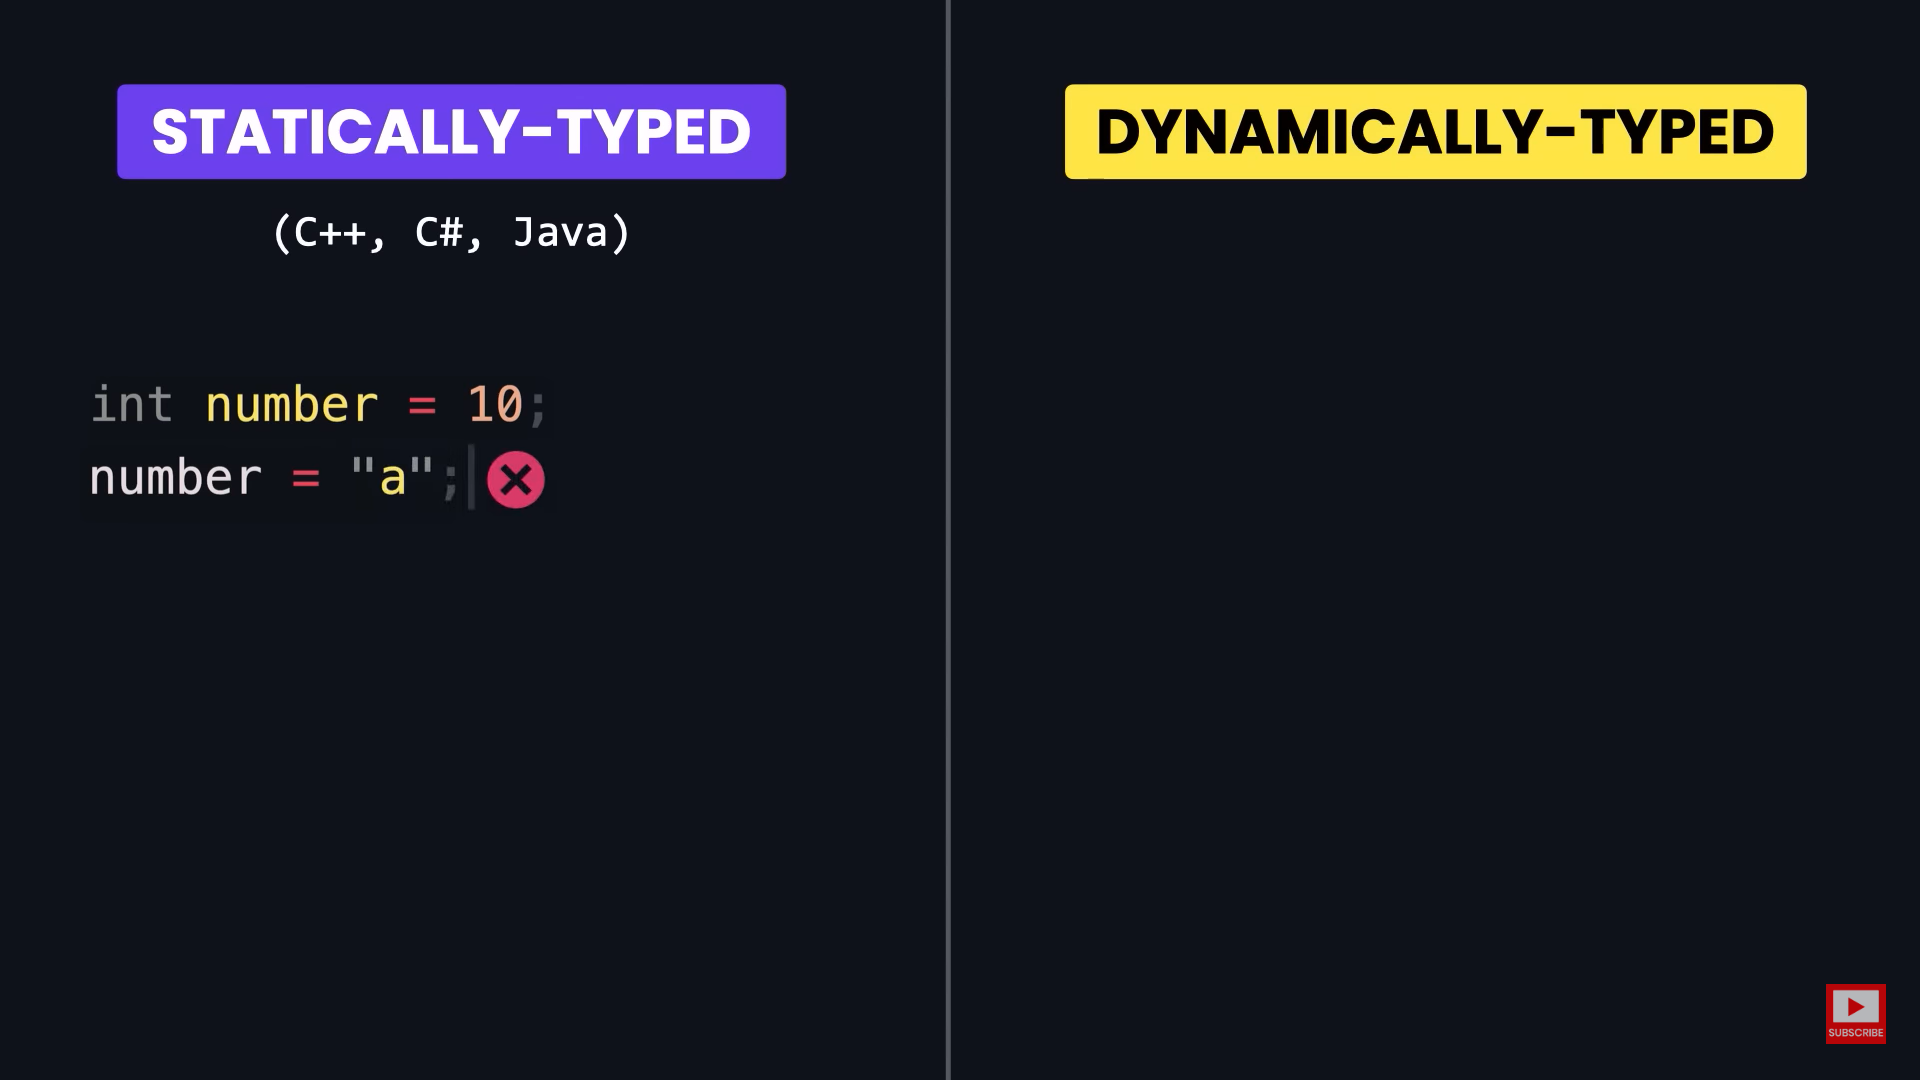 STATICALLY-TYPED
(C++, C#, Java)
int number = 10;
number = "a";
DYNAMICALLY-TYPED
SUBSCRIBE